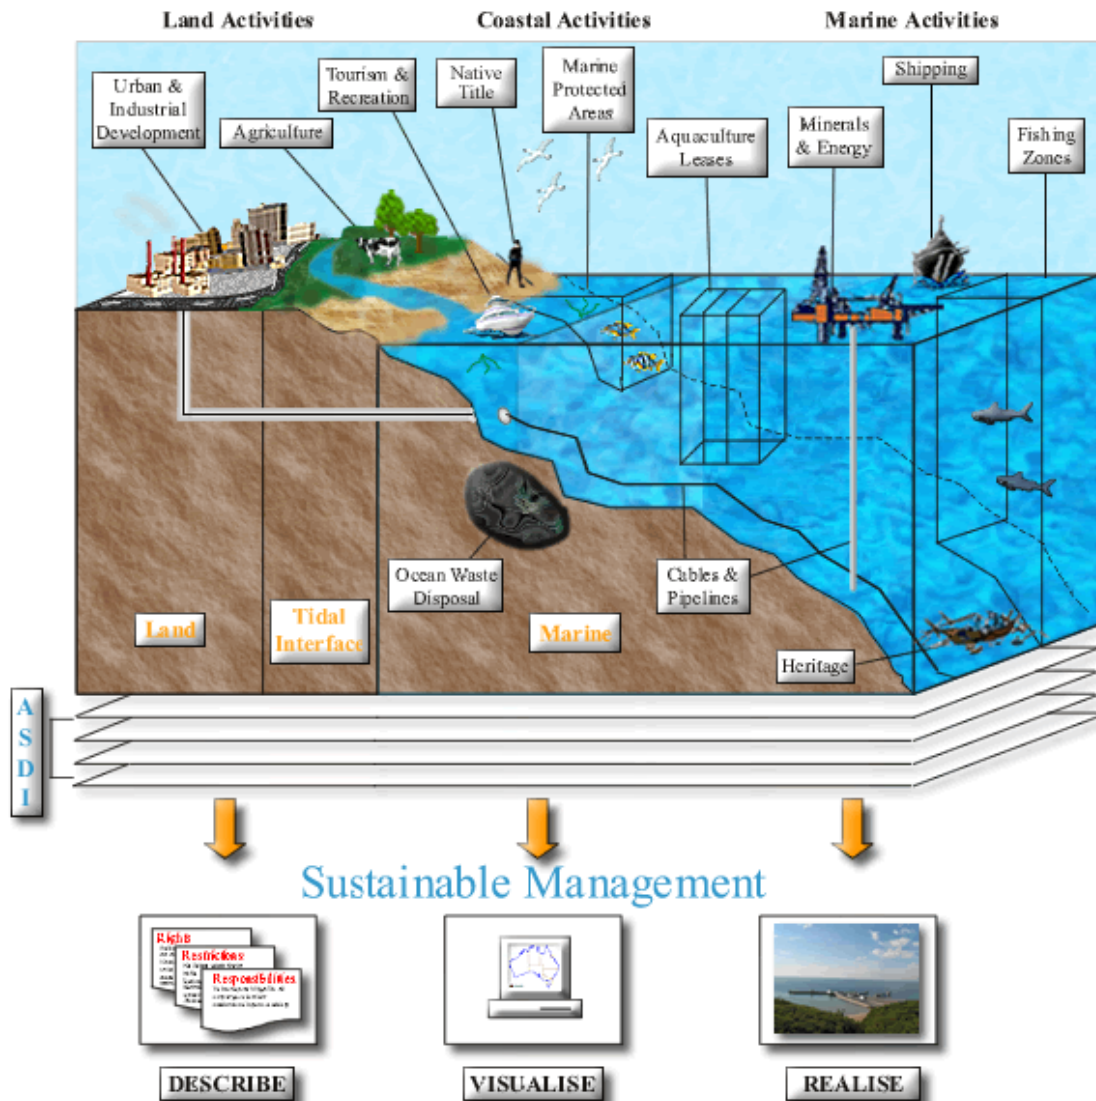 Land Activities
Coastal Activities
Marine Activities
Urban &
Industrial
Development
Agriculture
Tourism &
Recreation
Native
Title
Marine
Protected
Areas
Aquaculture
Leases
Minerals
& Energy
Shipping
Fishing
Zones
Ocean Waste
Disposal
Cables &
Pipelines
Heritage
Land
Tidal
Interface
Marine
A
S
D
I
Sustainable Management
Rights
Restrictions
Responsibilities
DESCRIBE
VISUALISE
REALISE